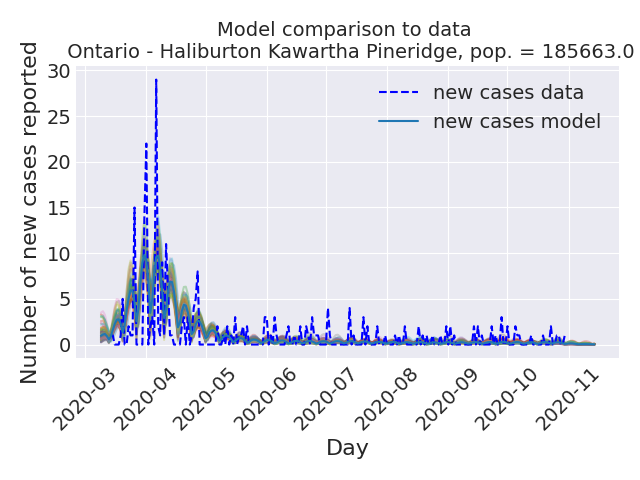 Model comparison to data
Ontario - Haliburton Kawartha Pineridge, pop. = 185663.0
Number of new cases reported
30
25
20
15
10
5
0
new cases data
new cases model
2020-03
2020-04
2020-05
2020-06
2020-07
2020-08
2020-09
2020-10
2020-11
Day